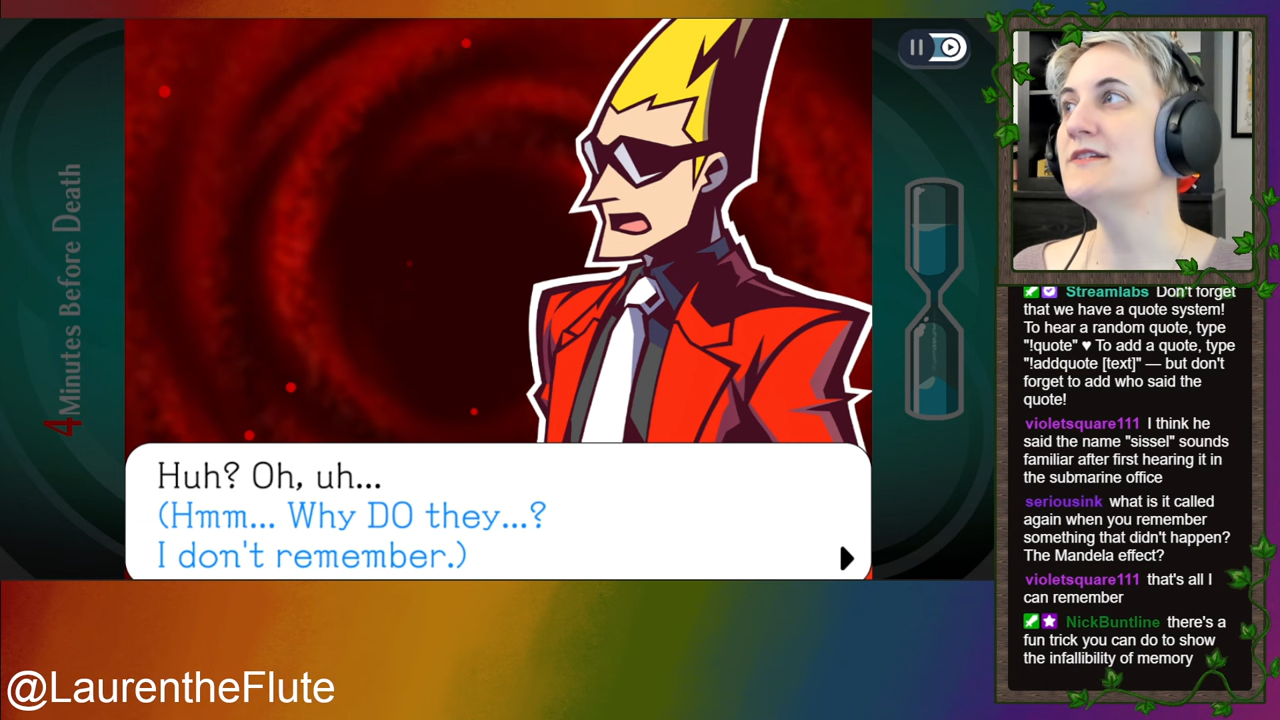 4 Minutes Before Death
Huh? Oh, uh...
(Hmm... Why DO they...?
I don't remember.)
@LaurentheFlute
Streamlabs Don't forget
that we have a quote system!
To hear a random quote, type
"!quote" ♥ To add a quote, type
"!addquote [text]" — but don't
forget to add who said the
quote!
violetsquare111 I think he
said the name "sissel" sounds
familiar after first hearing it in
the submarine office
seriousink what is it called
again when you remember
something that didn't happen?
The Mandela effect?
violetsquare111 that's all I
can remember
NickBuntline there's a
fun trick you can do to show
the infallibility of memory